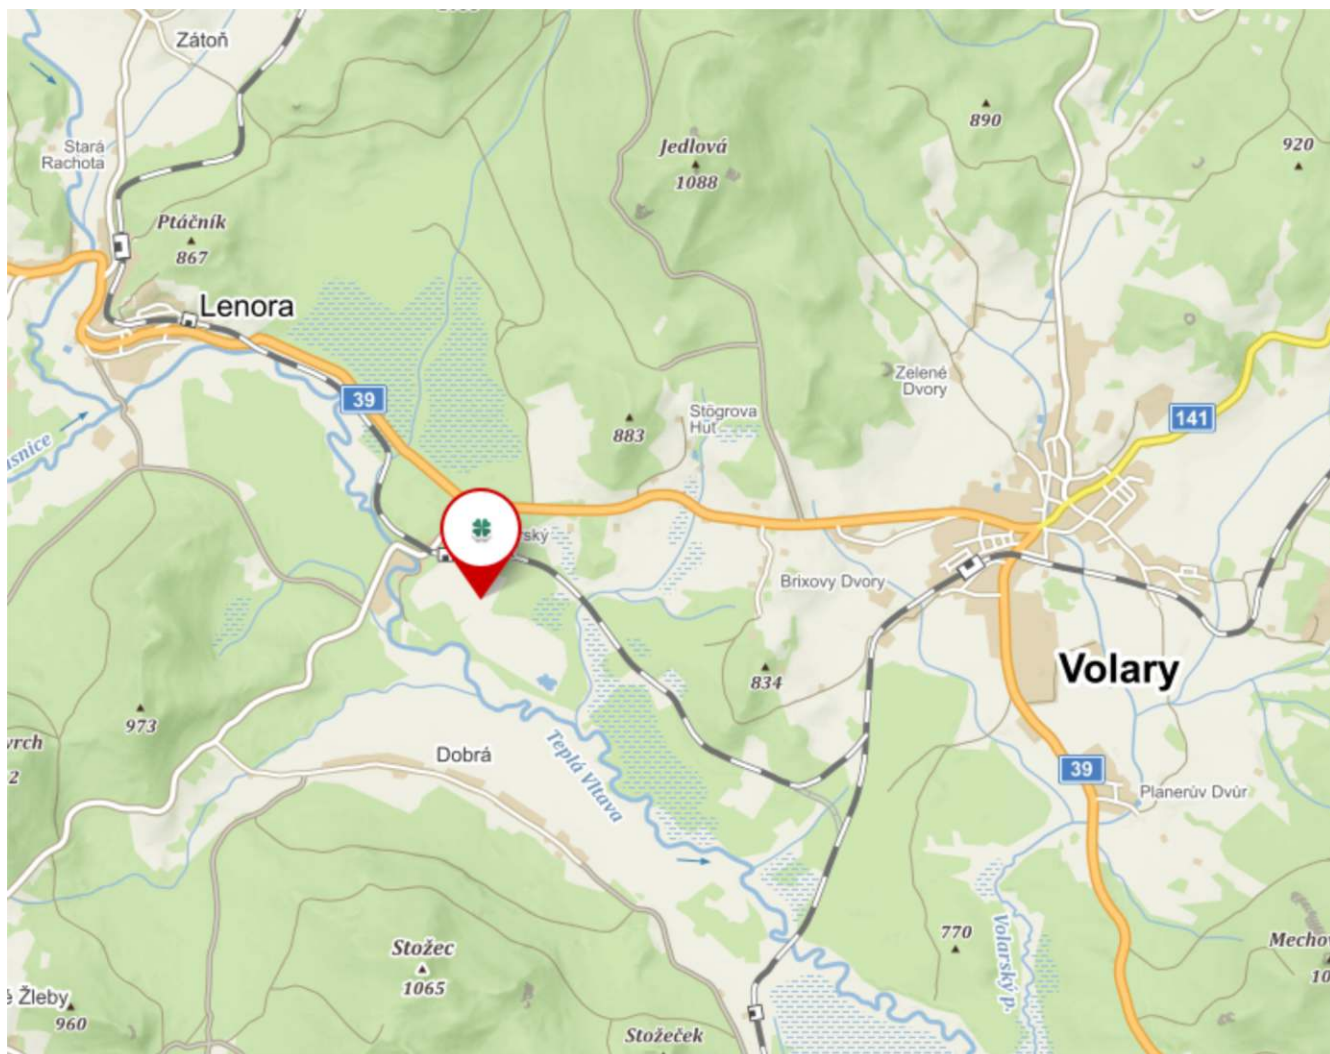 Zátoň
Stará
Rachota
Ptáčník
867
Lenora
39
Jedlová
1088
890
920
Zelené
Dvory
Stögrova
Huť
883
141
Brixovy Dvory
834
Volary
39
Planerův Dvůr
973
2
Dobrá
Teplá Vltava
Stožec
1065
Žleby
960
Stožeček
770
Volarský p.